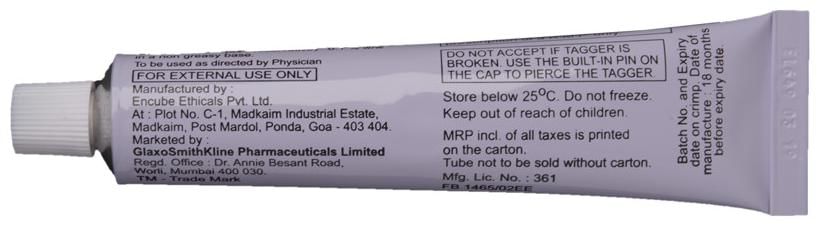 in a non greasy base.
To be used as directed by Physician
FOR EXTERNAL USE ONLY
Manufactured by :
Encube Ethicals Pvt. Ltd.
At : Plot No. C-1, Madkaim Industrial Estate,
Madkaim, Post Mardol, Ponda, Goa - 403 404.
Marketed by :
GlaxoSmithKline Pharmaceuticals Limited
Regd. Office : Dr. Annie Besant Road,
Worli, Mumbai 400 030.
TM - Trade Mark
DO NOT ACCEPT IF TAGGER IS
BROKEN. USE THE BUILT-IN PIN ON
THE CAP TO PIERCE THE TAGGER.
Store below 25°C. Do not freeze.
Keep out of reach of children.
MRP incl. of all taxes is printed
on the carton.
Tube not to be sold without carton.
Mfg. Lic. No. : 361
FB 1465/02EE
Batch No. and Expiry
date on crimp, Date of
manufacture : 18 months
before expiry date.